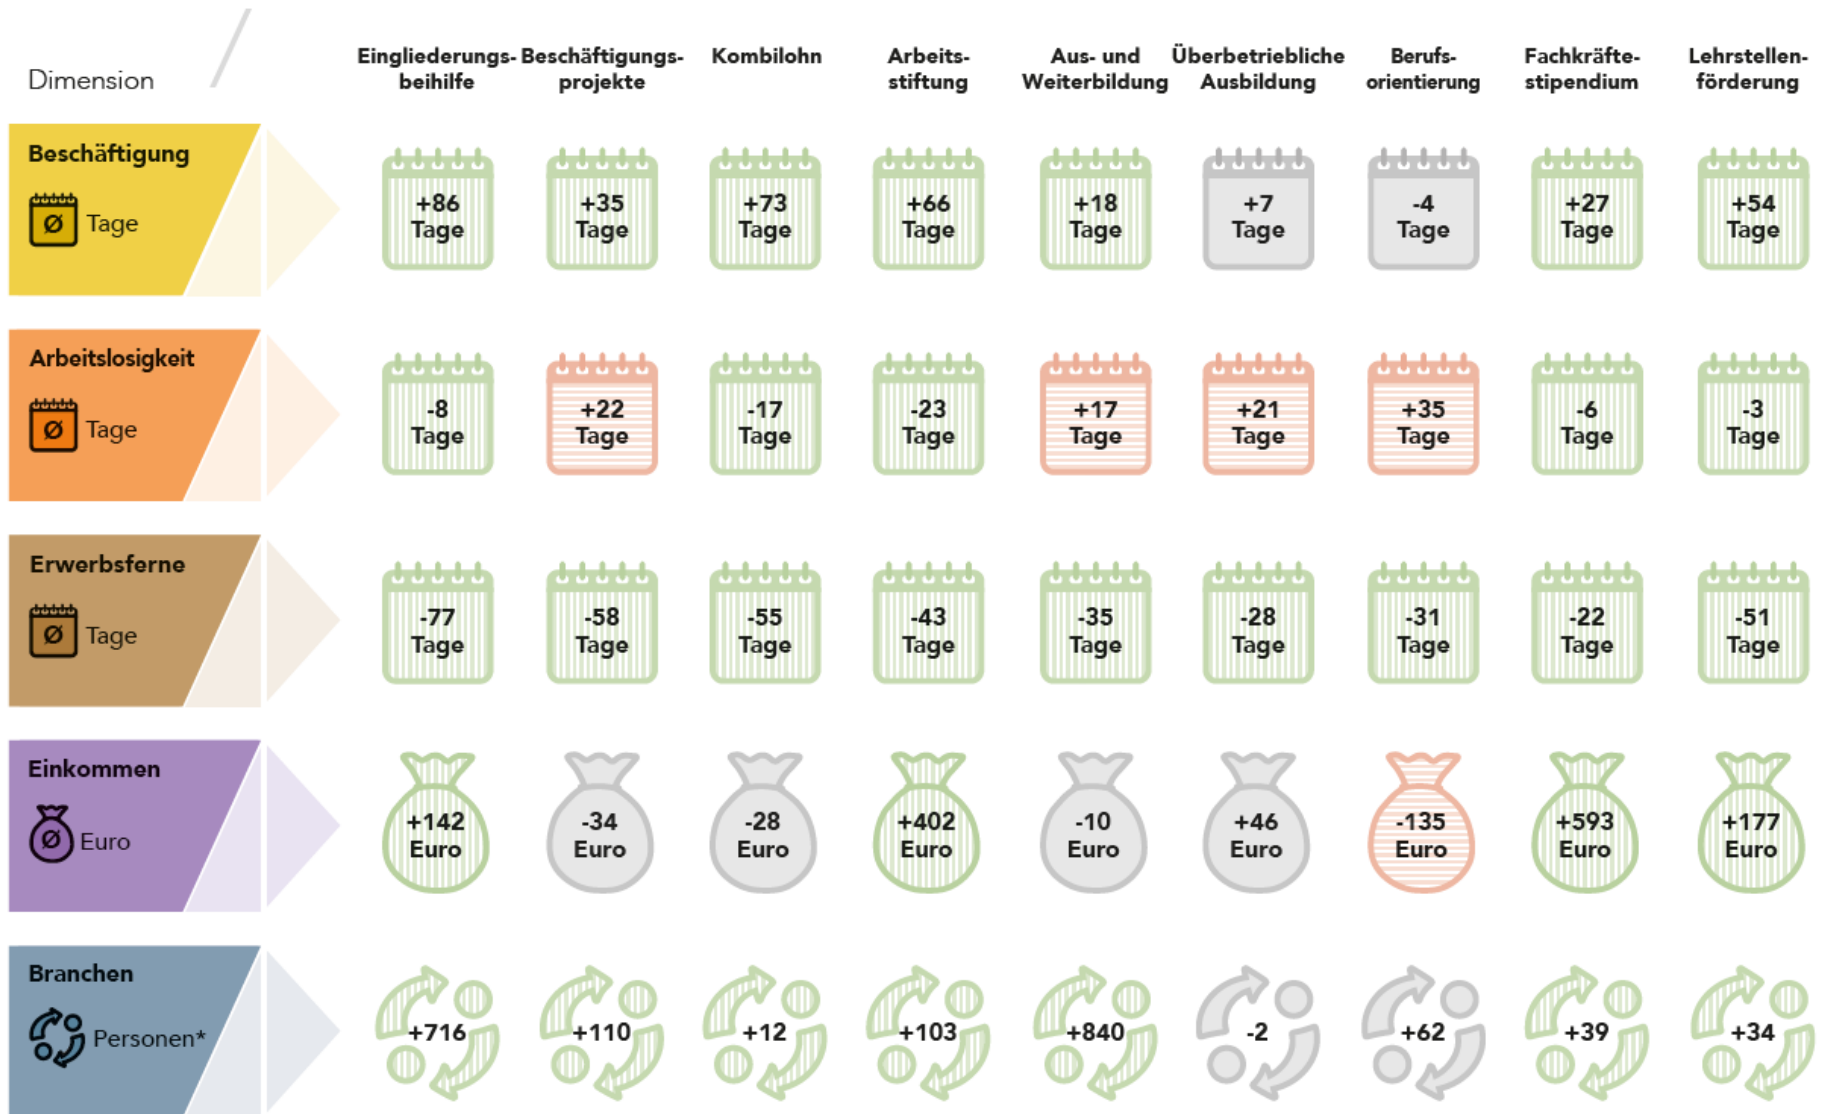 Dimension
Eingliederungs-
beihilfe
Beschäftigungs-
projekte
Kombilohn
Arbeits-
stiftung
Aus- und
Weiterbildung
Überbetriebliche
Ausbildung
Berufs-
orientierung
Fachkräfte-
stipendium
Lehrstellen-
förderung
Beschäftigung
Ø Tage
+86
Tage
+35
Tage
+73
Tage
+66
Tage
+18
Tage
+7
Tage
-4
Tage
+27
Tage
+54
Tage
Arbeitslosigkeit
Ø Tage
-8
Tage
+22
Tage
-17
Tage
-23
Tage
+17
Tage
+21
Tage
+35
Tage
-6
Tage
-3
Tage
Erwerbsferne
Ø Tage
-77
Tage
-58
Tage
-55
Tage
-43
Tage
-35
Tage
-28
Tage
-31
Tage
-22
Tage
-51
Tage
Einkommen
Ø Euro
+142
Euro
-34
Euro
-28
Euro
+402
Euro
-10
Euro
+46
Euro
-135
Euro
+593
Euro
+177
Euro
Branchen
Personen*
+716
+110
+12
+103
+840
-2
+62
+39
+34